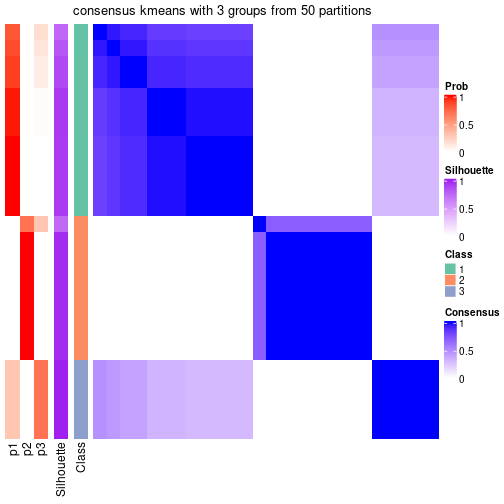 consensus kmeans with 3 groups from 50 partitions
Prob
1
0.5
0
Silhouette
1
0.5
0
Class
1
2
3
Consensus
1
0.5
0
p1
p2
p3
Silhouette
Class